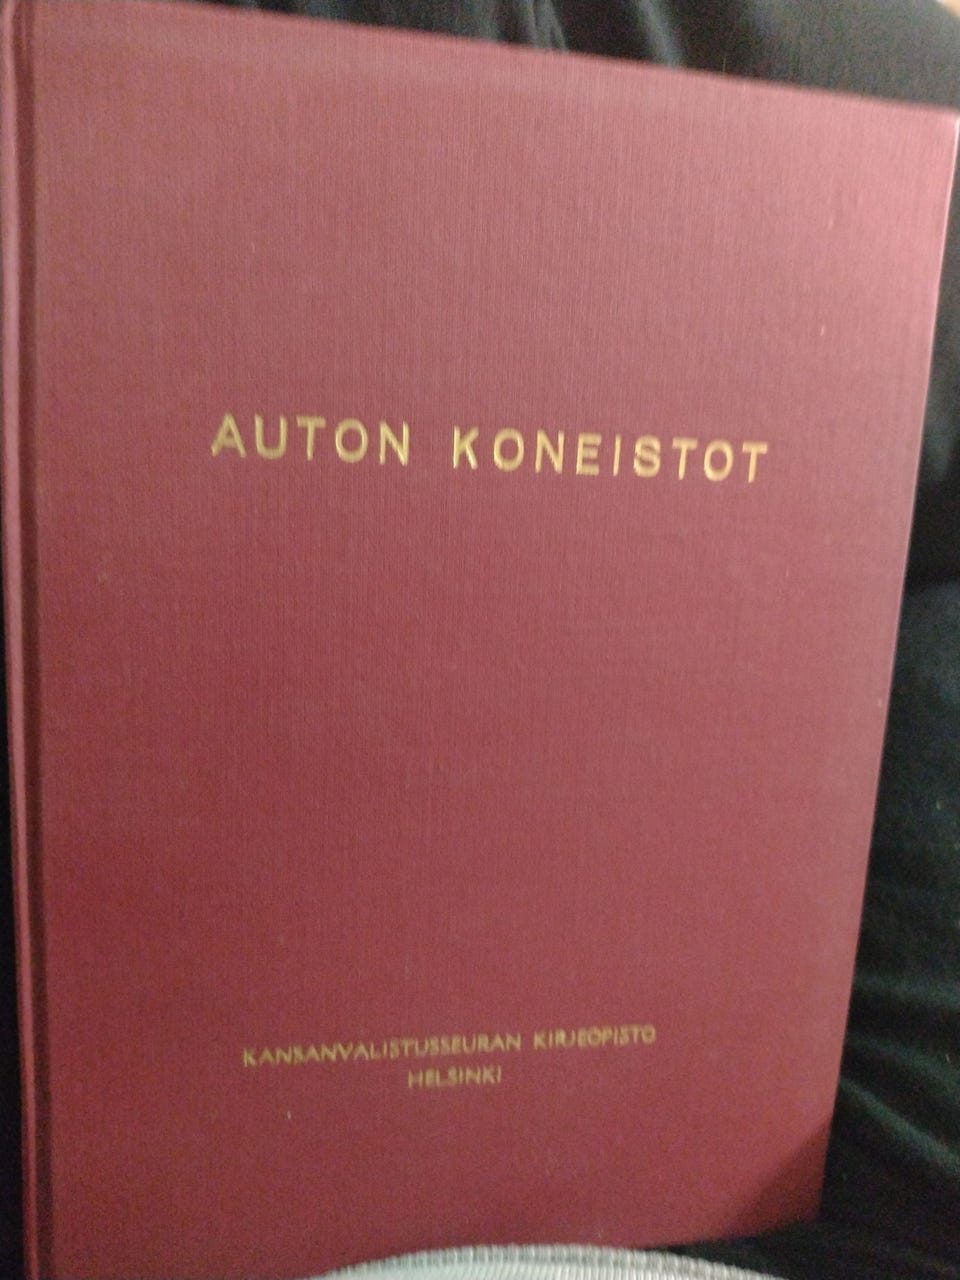 AUTON KONEISTOT
KANSANVALISTUSSEURAN KIRJEOPISTO
HELSINKI